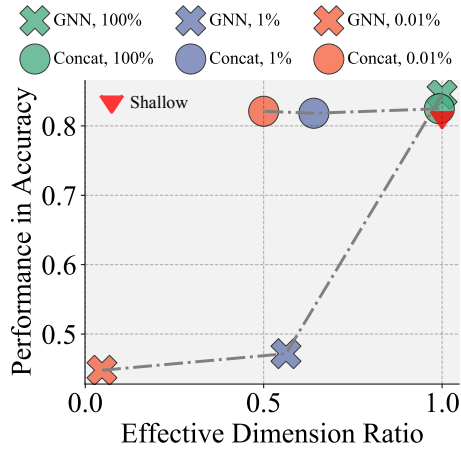 GNN, 100% GNN, 1% GNN, 0.01%
Concat, 100% Concat, 1% Concat, 0.01%
Shallow
Performance in Accuracy
0.8
0.7
0.6
0.5
0.0 0.5 1.0
Effective Dimension Ratio